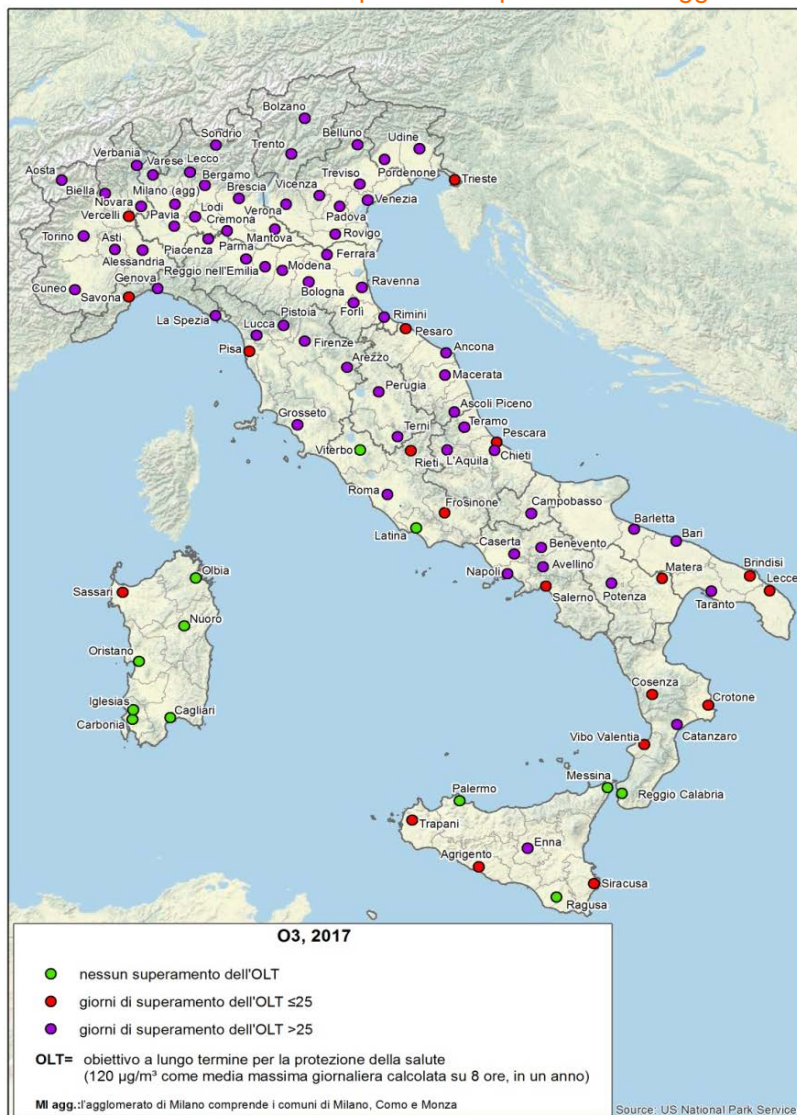 Bolzano
Sondrio
Belluno
Udine
Verbania
Lecco
Trento
Varese
Pordenone
Aosta
Bergamo
Treviso
Biella
Milano (agg)
Brescia
Vicenza
Trieste
Novara
Lodi
Verona
Venezia
Vercelli
Pavia
Cremona
Padova
Torino
Asti
Mantova
Rovigo
Piacenza
Parma
Alessandria
Ferrara
Genova
Reggio nell'Emilia
Modena
Cuneo
Ravenna
Savona
Bologna
Pistoia
Forlì
Rimini
La Spezia
Lucca
Pesaro
Firenze
Pisa
Ancona
Arezzo
Macerata
Perugia
Ascoli Piceno
Grosseto
Teramo
Terni
Pescara
Viterbo
Rieti
L'Aquila
Chieti
Roma
Frosinone
Campobasso
Latina
Barletta
Bari
Caserta
Benevento
Olbia
Avellino
Matera
Brindisi
Napoli
Lecce
Sassari
Salerno
Potenza
Taranto
Nuoro
Oristano
Cosenza
Iglesias
Cagliari
Crotone
Carbonia
Vibo Valentia
Catanzaro
Messina
Palermo
Reggio Calabria
Trapani
Enna
Agrigento
Siracusa
Ragusa
O3, 2017
nessun superamento dell'OLT
giorni di superamento dell'OLT ≤25
giorni di superamento dell'OLT >25
OLT= obiettivo a lungo termine per la protezione della salute
(120 µg/m³ come media massima giornaliera calcolata su 8 ore, in un anno)
MI agg.:l'agglomerato di Milano comprende i comuni di Milano, Como e Monza
Source: US National Park Service